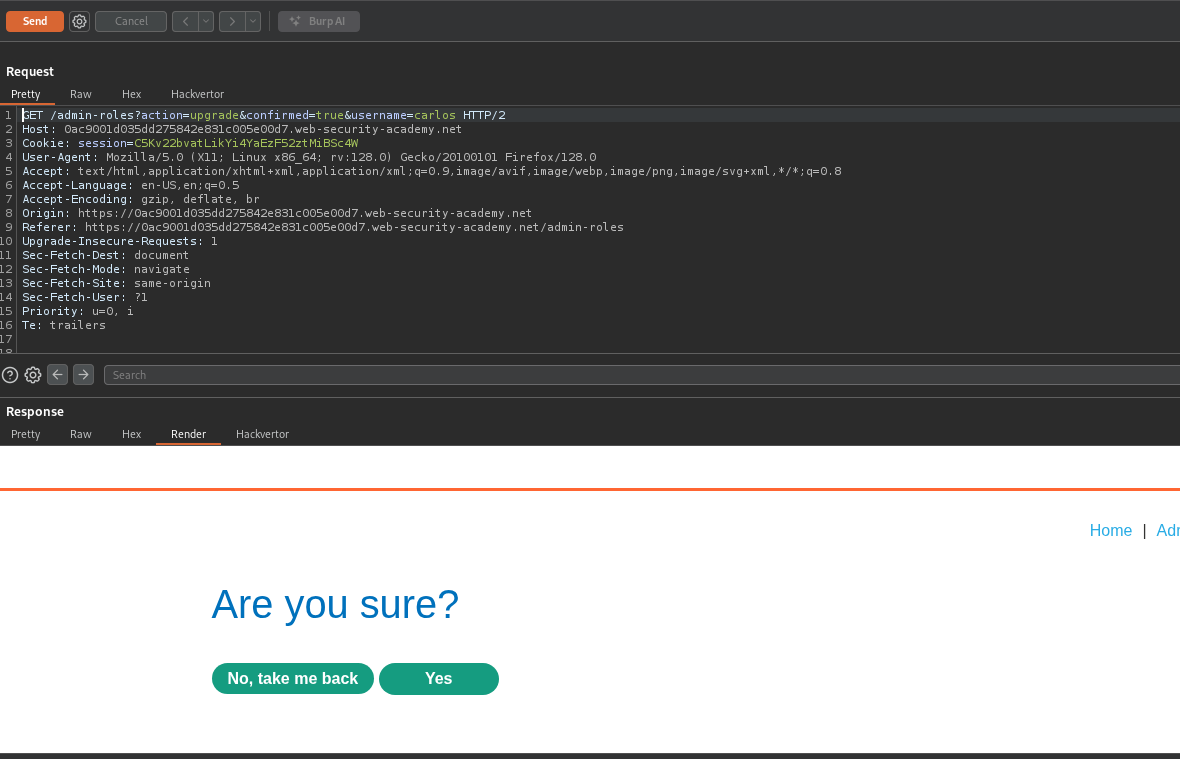 Send Cancel Burp AI
Request
Pretty Raw Hex Hackvertor
1 GET /admin-roles?action=upgrade&confirmed=true&username=carlos HTTP/2
2 Host: 0ac9001d035dd275842e831c005e00d7.web-security-academy.net
3 Cookie: session=C5Kv22bvatLikYi4YaEzF52ztMiBSc4W
4 User-Agent: Mozilla/5.0 (X11; Linux x86_64; rv:128.0) Gecko/20100101 Firefox/128.0
5 Accept: text/html,application/xhtml+xml,application/xml;q=0.9,image/avif,image/webp,image/png,image/svg+xml,*/*;q=0.8
6 Accept-Language: en-US,en;q=0.5
7 Accept-Encoding: gzip, deflate, br
8 Origin: https://0ac9001d035dd275842e831c005e00d7.web-security-academy.net
9 Referer: https://0ac9001d035dd275842e831c005e00d7.web-security-academy.net/admin-roles
10 Upgrade-Insecure-Requests: 1
11 Sec-Fetch-Dest: document
12 Sec-Fetch-Mode: navigate
13 Sec-Fetch-Site: same-origin
14 Sec-Fetch-User: ?1
15 Priority: u=0, i
16 Te: trailers
17
18
Search
Response
Pretty Raw Hex Render Hackvertor
Home | Adr
Are you sure?
No, take me back Yes